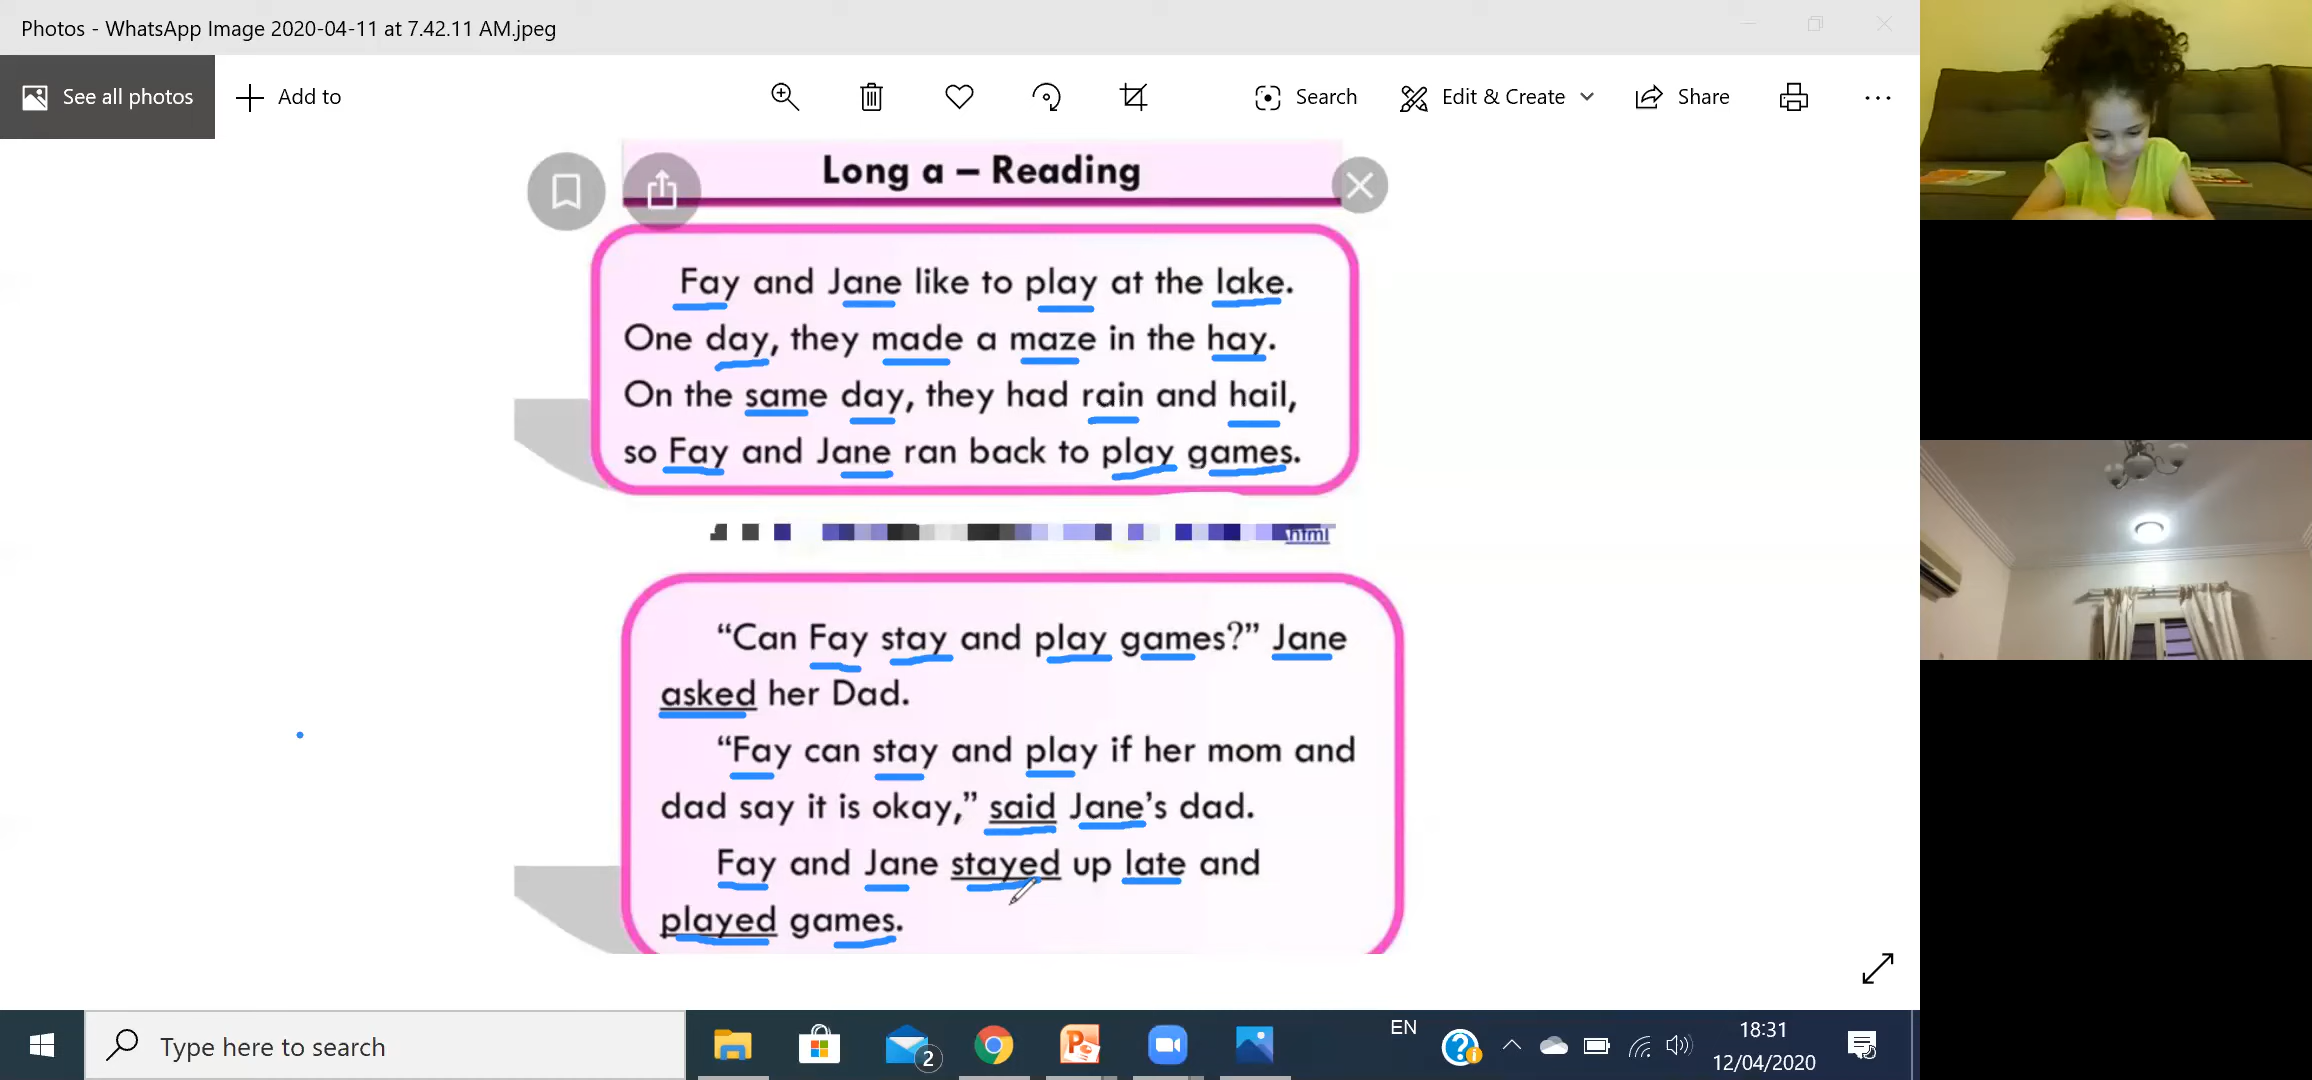 Photos - WhatsApp Image 2020-04-11 at 7.42.11 AM.jpeg
See all photos
Add to
Search
Edit & Create
Share
Long a – Reading
Fay and Jane like to play at the lake.
One day, they made a maze in the hay.
On the same day, they had rain and hail,
so Fay and Jane ran back to play games.
html
“Can Fay stay and play games?” Jane
asked her Dad.
“Fay can stay and play if her mom and
dad say it is okay,” said Jane’s dad.
Fay and Jane stayed up late and
played games.
Type here to search
2
EN
18:31
12/04/2020